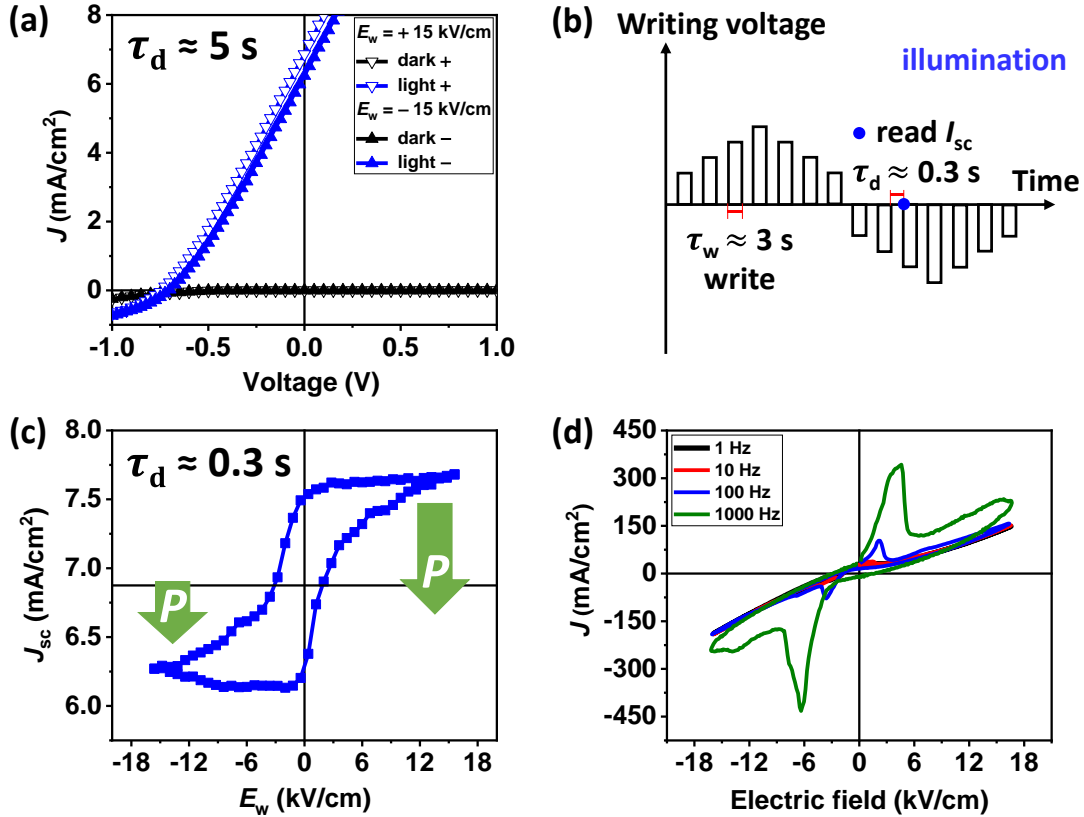 (a)
τd ≈ 5 s
Ew = + 15 kV/cm
dark +
light +
Ew = − 15 kV/cm
dark −
light −
8
6
4
2
0
J (mA/cm²)
-1.0 -0.5 0.0 0.5 1.0
Voltage (V)
(b)
Writing voltage
illumination
read Isc
τd ≈ 0.3 s
Time
τw ≈ 3 s
write
(c)
τd ≈ 0.3 s
8.0
7.5
7.0
6.5
6.0
Jsc (mA/cm²)
P
P
-18 -12 -6 0 6 12 18
Ew (kV/cm)
(d)
1 Hz
10 Hz
100 Hz
1000 Hz
450
300
150
0
-150
-300
-450
J (mA/cm²)
-18 -12 -6 0 6 12 18
Electric field (kV/cm)